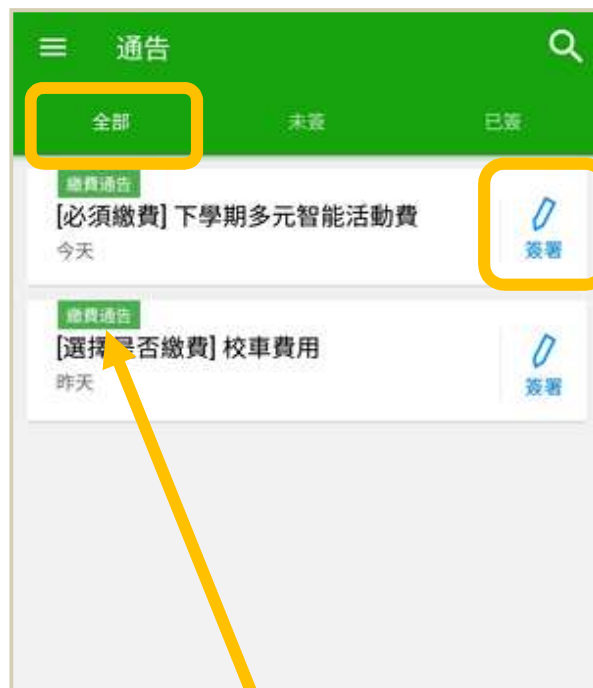 通告
全部 未簽 已簽
繳費通告
[必須繳費] 下學期多元智能活動費
今天
簽署
繳費通告
[選擇是否繳費] 校車費用
昨天
簽署